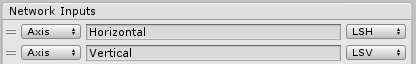 Network Inputs
Axis Horizontal LSH
Axis Vertical LSV